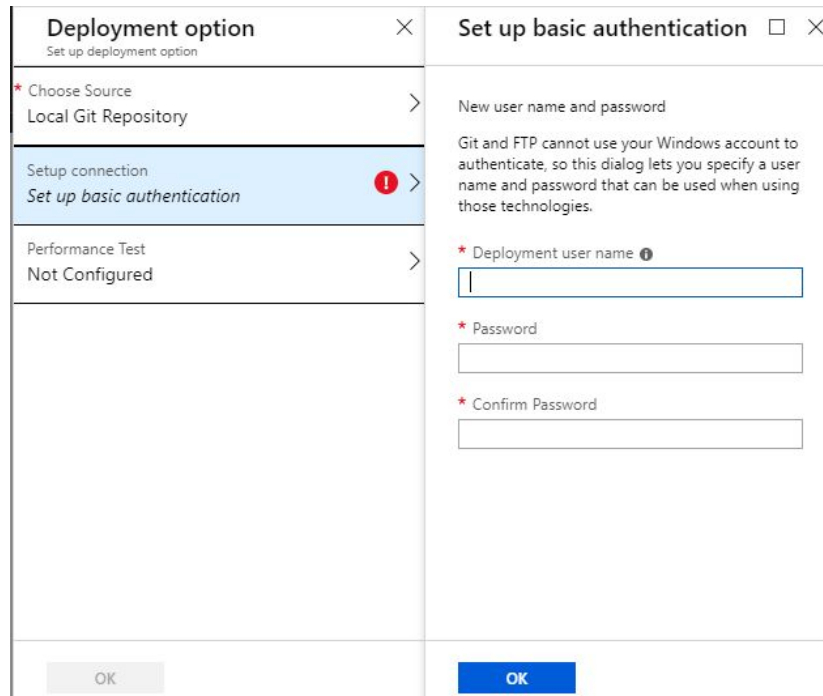 Deployment option
Set up deployment option
* Choose Source
Local Git Repository
Setup connection
Set up basic authentication
Performance Test
Not Configured
OK
Set up basic authentication
New user name and password
Git and FTP cannot use your Windows account to
authenticate, so this dialog lets you specify a user
name and password that can be used when using
those technologies.
* Deployment user name
* Password
* Confirm Password
OK